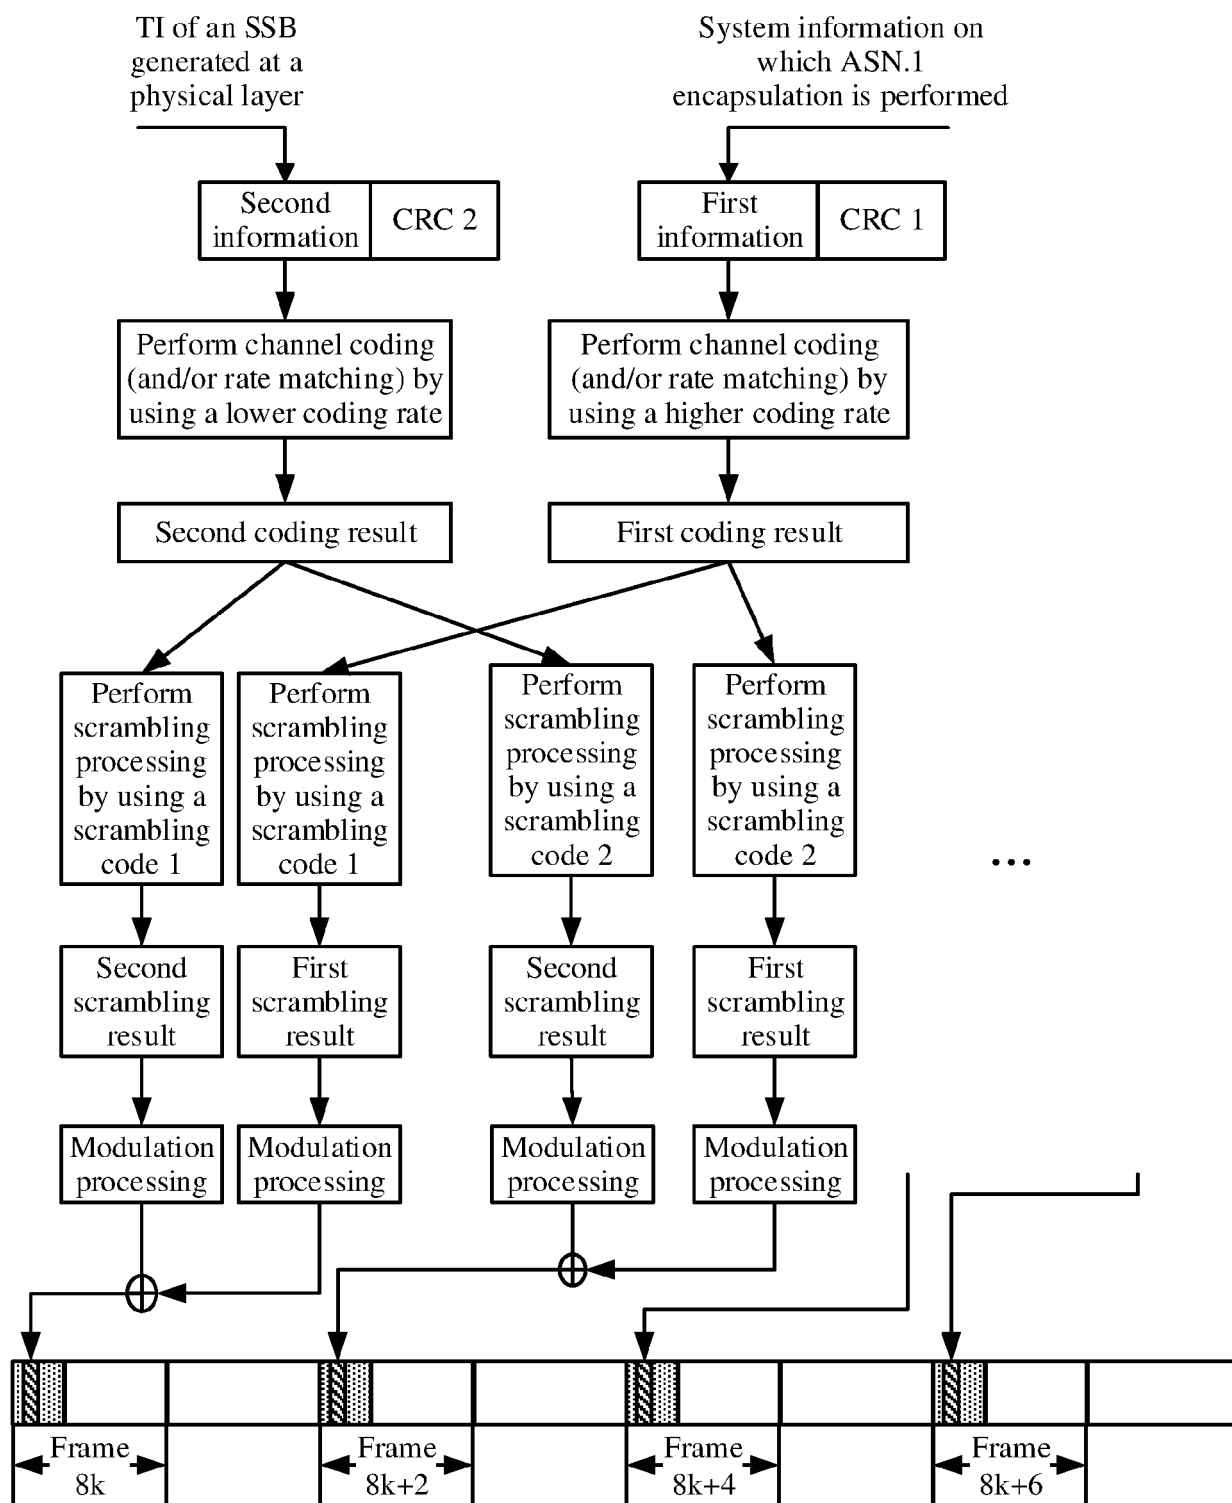 TI of an SSB
generated at a
physical layer
System information on
which ASN.1
encapsulation is performed
Second
information
CRC 2
First
information
CRC 1
Perform channel coding
(and/or rate matching) by
using a lower coding rate
Perform channel coding
(and/or rate matching) by
using a higher coding rate
Second coding result
First coding result
Perform
scrambling
processing
by using a
scrambling
code 1
Perform
scrambling
processing
by using a
scrambling
code 1
Perform
scrambling
processing
by using a
scrambling
code 2
Perform
scrambling
processing
by using a
scrambling
code 2
...
Second
scrambling
result
First
scrambling
result
Second
scrambling
result
First
scrambling
result
Modulation
processing
Modulation
processing
Modulation
processing
Modulation
processing
Frame
8k
Frame
8k+2
Frame
8k+4
Frame
8k+6